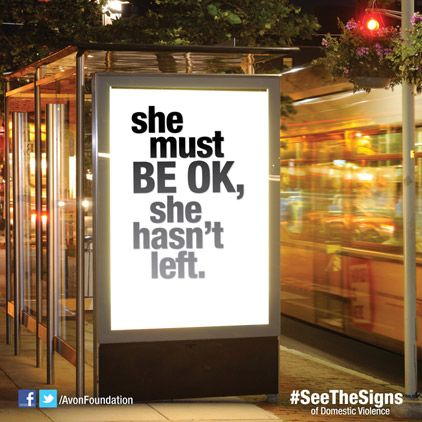 she
must
BE OK,
she
hasn't
left.
/AvonFoundation
#SeeTheSigns
of Domestic Violence